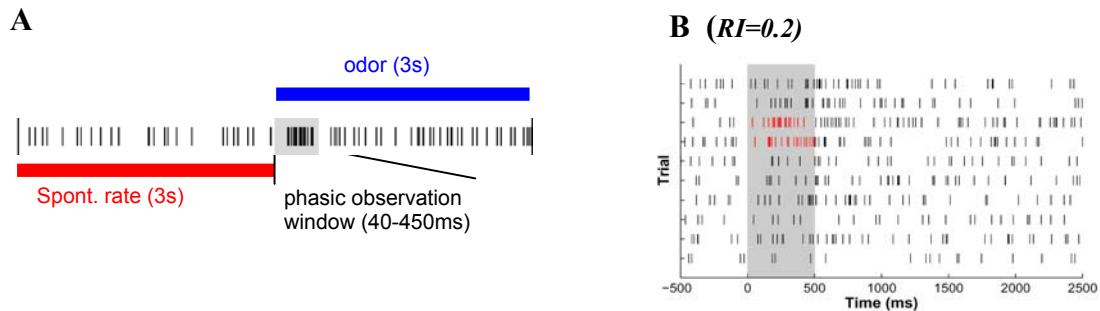 A
odor (3s)
Spont. rate (3s)
phasic observation
window (40-450ms)
B (RI=0.2)
Trial
−500 0 500 1000 1500 2000 2500
Time (ms)